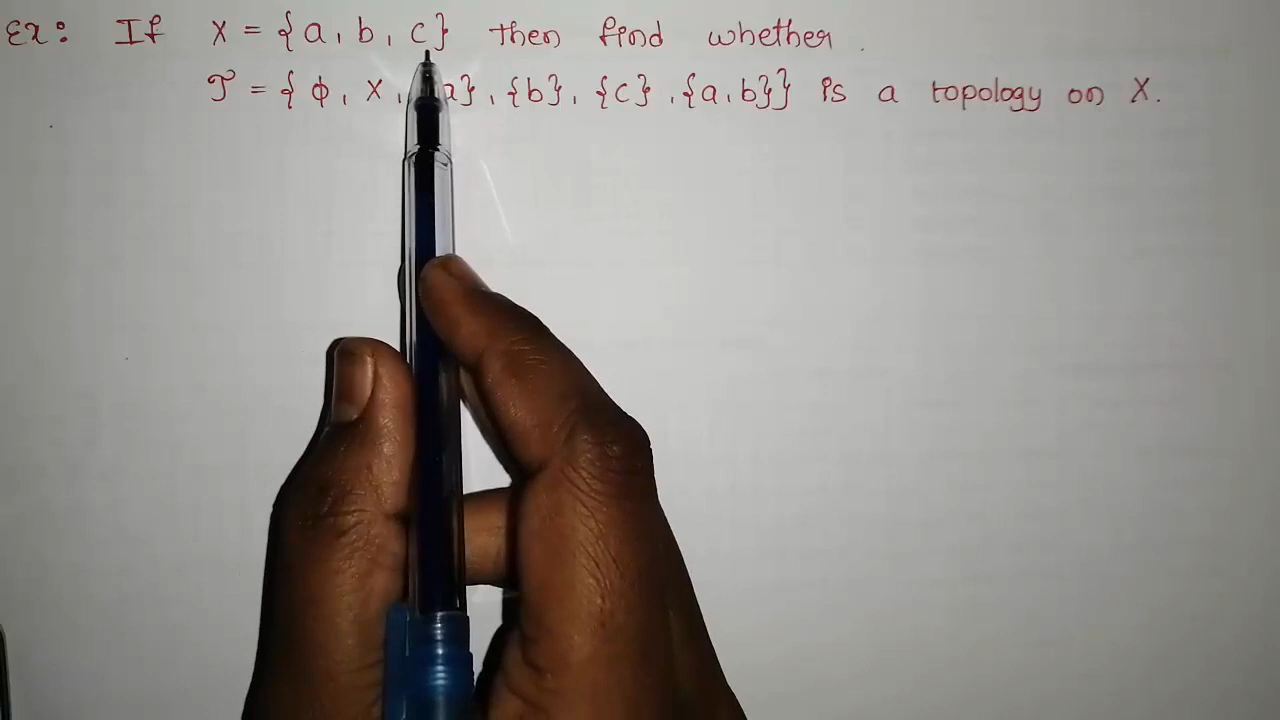 Ex: If X = {a, b, c} then find whether
𝒯 = { ϕ, X, a}, {b}, {c}, {a, b}} is a topology on X.